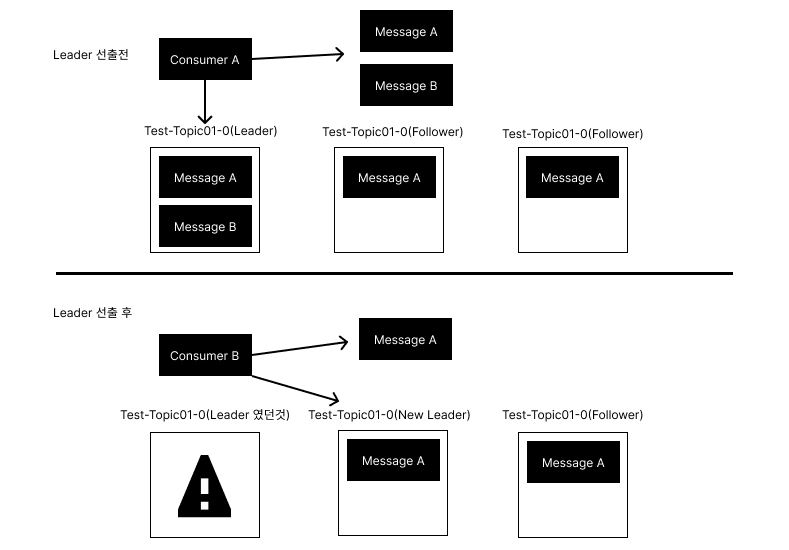 Message A
Leader 선출전
Consumer A
Message B
Test-Topic01-0(Leader)
Test-Topic01-0(Follower)
Test-Topic01-0(Follower)
Message A
Message A
Message A
Message B
Leader 선출 후
Message A
Consumer B
Test-Topic01-0(Leader 였던것)
Test-Topic01-0(New Leader)
Test-Topic01-0(Follower)
Message A
Message A